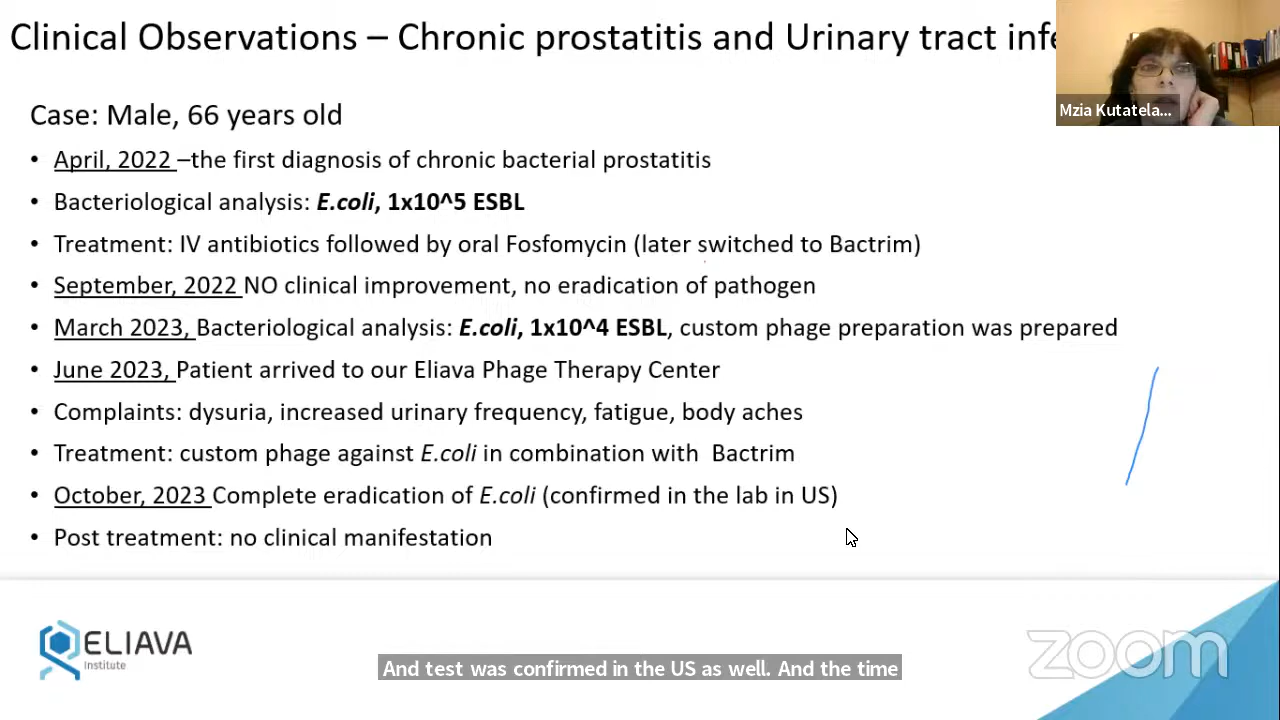 Clinical Observations – Chronic prostatitis and Urinary tract infe
Mzia Kutatela...
Case: Male, 66 years old
• April, 2022 –the first diagnosis of chronic bacterial prostatitis
• Bacteriological analysis: E.coli, 1x10^5 ESBL
• Treatment: IV antibiotics followed by oral Fosfomycin (later switched to Bactrim)
• September, 2022 NO clinical improvement, no eradication of pathogen
• March 2023, Bacteriological analysis: E.coli, 1x10^4 ESBL, custom phage preparation was prepared
• June 2023, Patient arrived to our Eliava Phage Therapy Center
• Complaints: dysuria, increased urinary frequency, fatigue, body aches
• Treatment: custom phage against E.coli in combination with Bactrim
• October, 2023 Complete eradication of E.coli (confirmed in the lab in US)
• Post treatment: no clinical manifestation
ELIAVA
Institute
And test was confirmed in the US as well. And the time
zoom